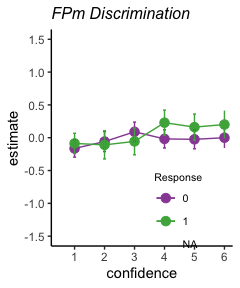 FPm Discrimination
1.5
1.0
0.5
0.0
-0.5
-1.0
-1.5
estimate
Response
0
1
NA
1 2 3 4 5 6
confidence